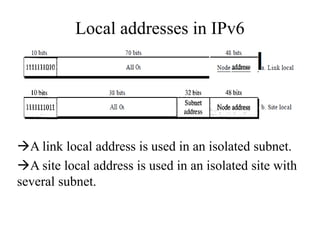 Local addresses in IPv6
10 bits 70 bits 48 bits
1111111010 All 0s Node address a. Link local
10 bits 38 bits 32 bits 48 bits
1111111011 All 0s Subnet address Node address b. Site local
→A link local address is used in an isolated subnet.
→A site local address is used in an isolated site with
several subnet.